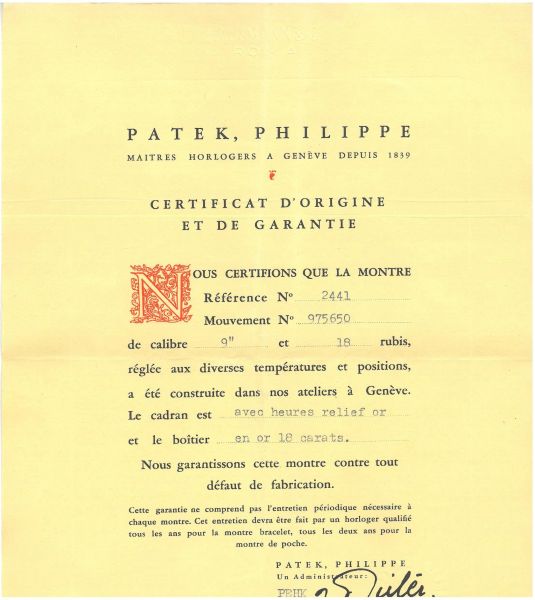 PATEK, PHILIPPE
MAITRES HORLOGERS A GENÈVE DEPUIS 1839
CERTIFICAT D'ORIGINE
ET DE GARANTIE
NOUS CERTIFIONS QUE LA MONTRE
Référence Nº 2441
Mouvement Nº 975650
de calibre 9" et 18 rubis,
réglée aux diverses températures et positions,
a été construite dans nos ateliers à Genève.
Le cadran est avec heures relief or
et le boîtier en or 18 carats.
Nous garantissons cette montre contre tout
défaut de fabrication.
Cette garantie ne comprend pas l'entretien périodique nécessaire à
chaque montre. Cet entretien devra être fait par un horloger qualifié
tous les ans pour la montre bracelet, tous les deux ans pour la
montre de poche.
PATEK, PHILIPPE
Un Administrateur: